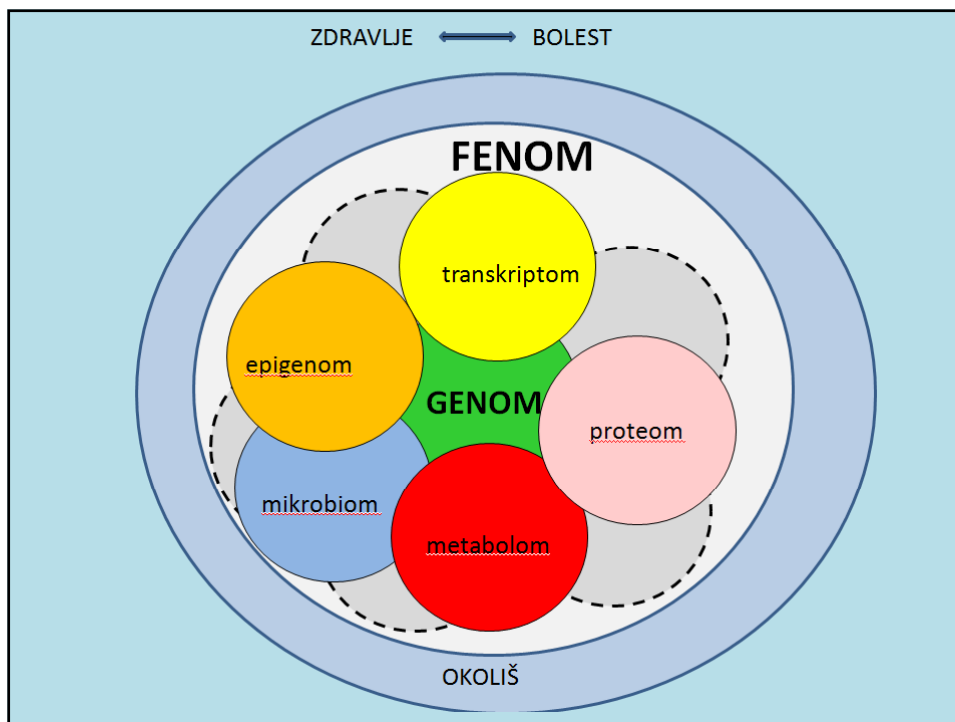 ZDRAVLJE BOLEST
FENOM
transkriptom
epigenom
GENOM
proteom
mikrobiom
metabolom
OKOLIŠ